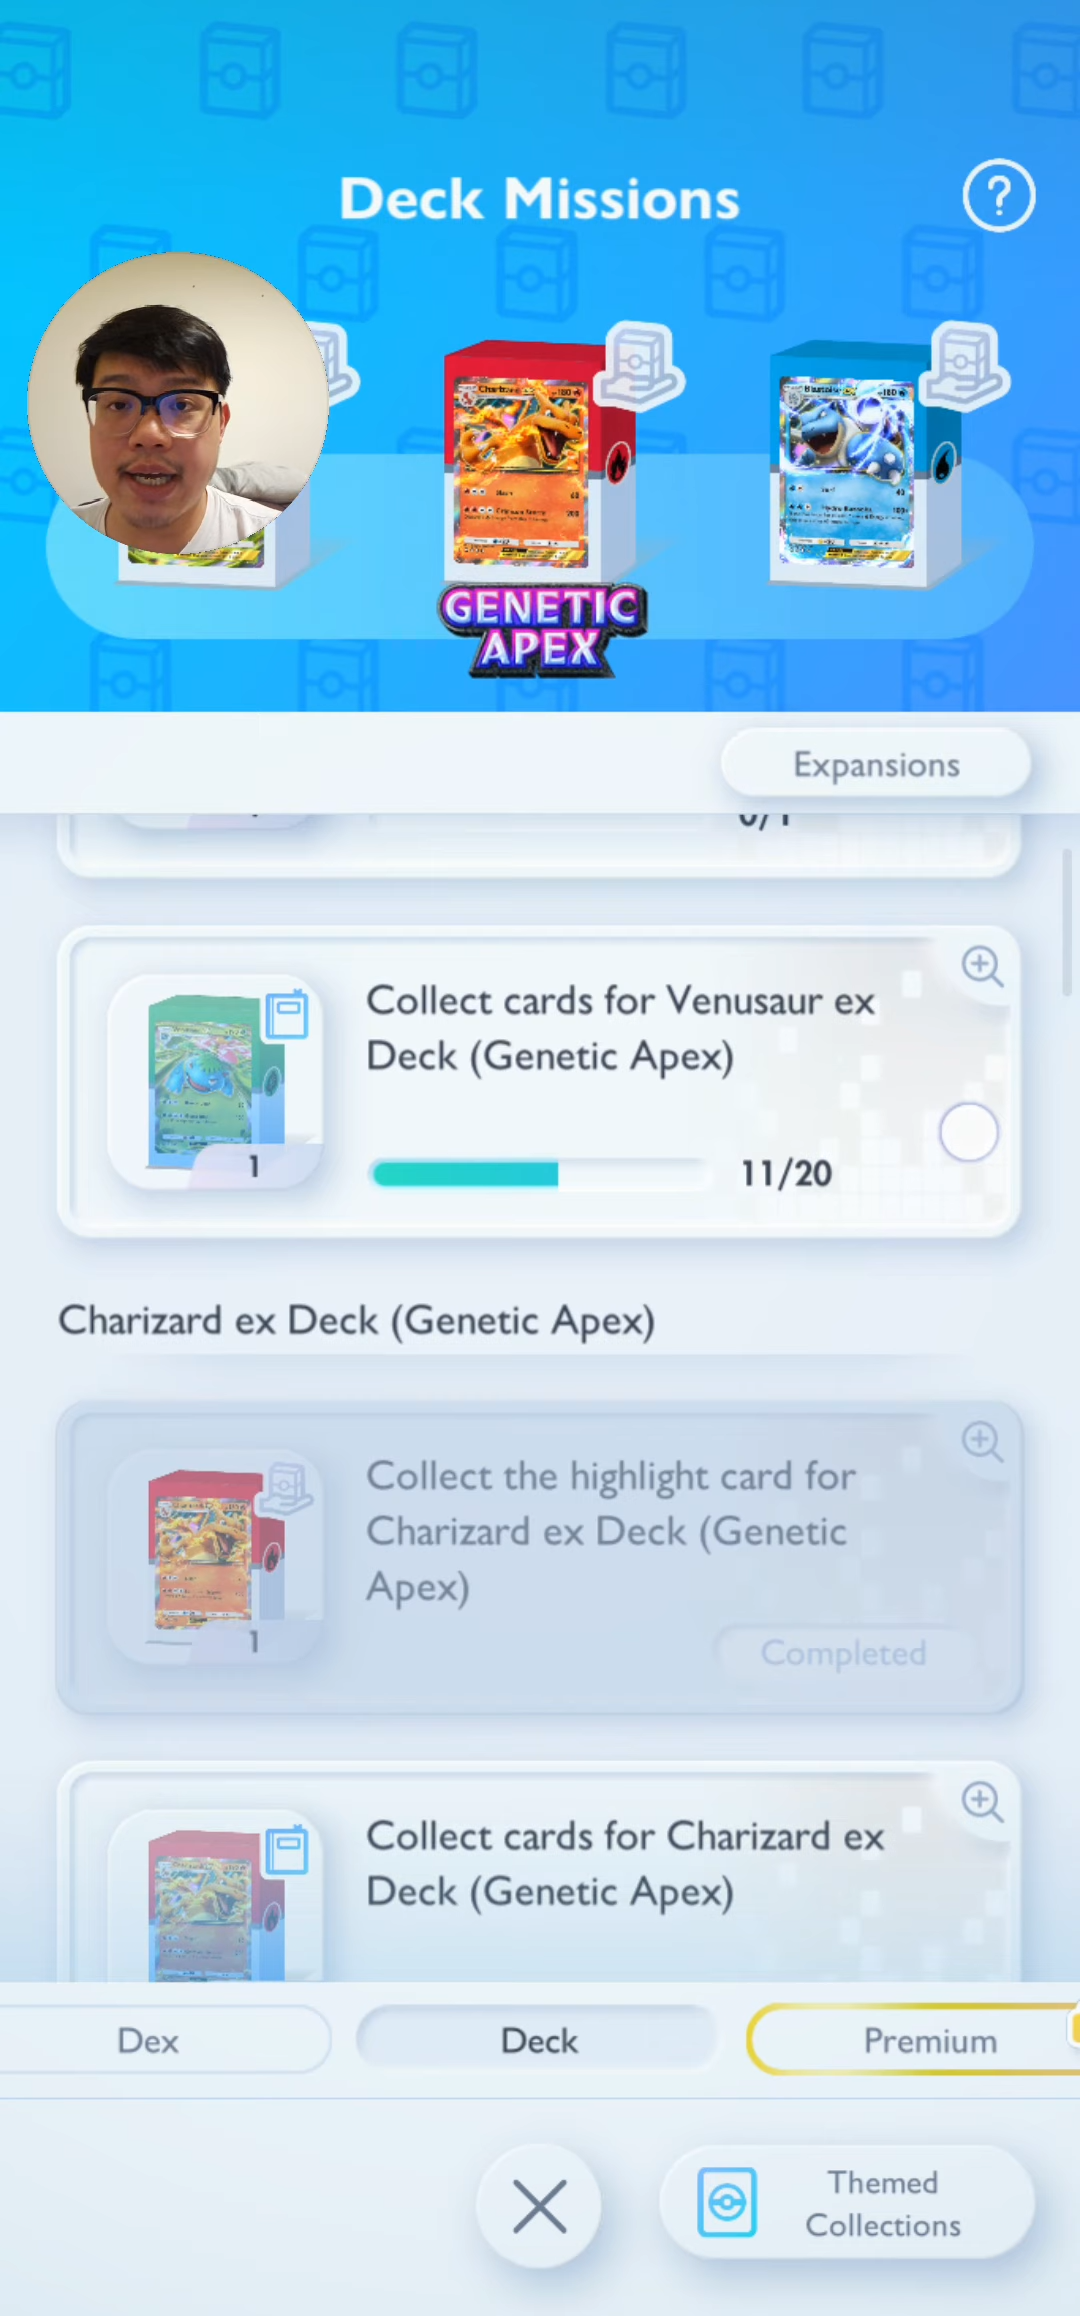 Deck Missions
?
GENETIC
APEX
Expansions
0/1
Collect cards for Venusaur ex
Deck (Genetic Apex)
1
11/20
Charizard ex Deck (Genetic Apex)
Collect the highlight card for
Charizard ex Deck (Genetic
Apex)
1
Completed
Collect cards for Charizard ex
Deck (Genetic Apex)
Dex
Deck
Premium
Themed
Collections